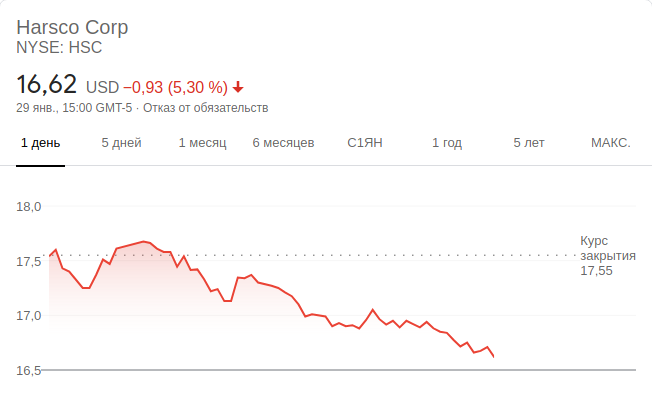 Harsco Corp
NYSE: HSC
16,62 USD −0,93 (5,30 %)
29 янв., 15:00 GMT-5 · Отказ от обязательств
1 день 5 дней 1 месяц 6 месяцев С1ЯН 1 год 5 лет МАКС.
18,0
17,5
17,0
16,5
Курс
закрытия
17,55